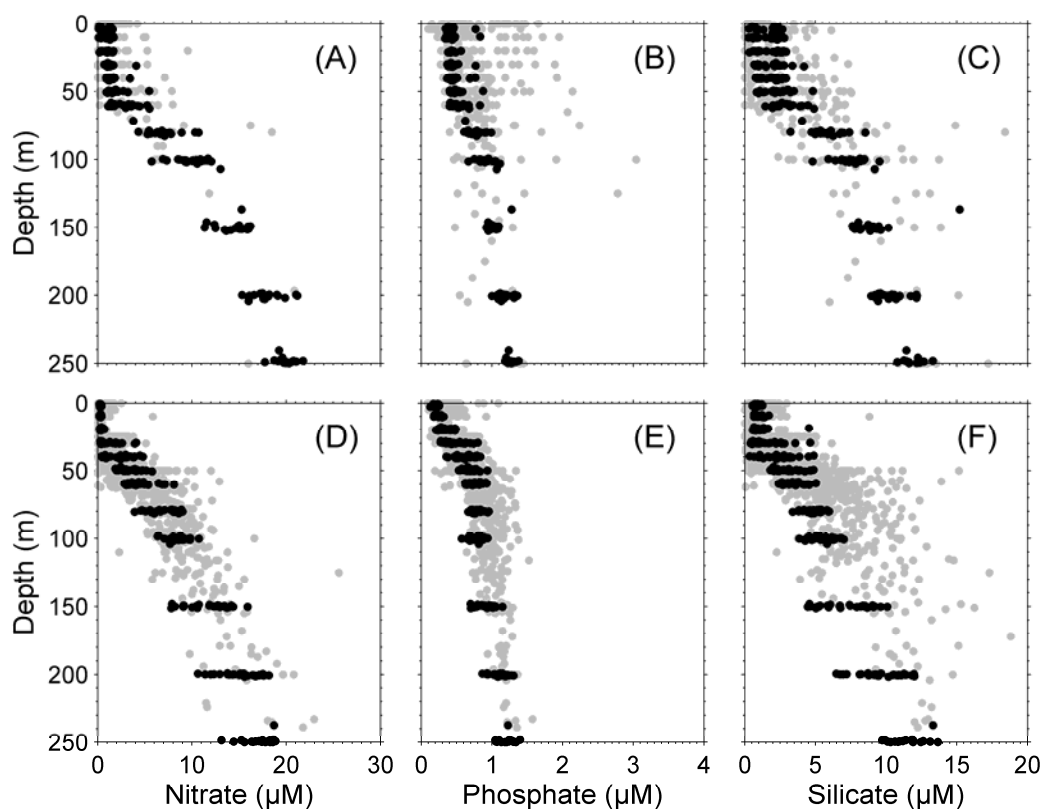 0
50
100
150
200
250
Depth (m)
(A)
(B)
(C)
0
50
100
150
200
250
Depth (m)
(D)
(E)
(F)
0 10 20 30
0 1 2 3 4
0 5 10 15 20
Nitrate (µM)
Phosphate (µM)
Silicate (µM)